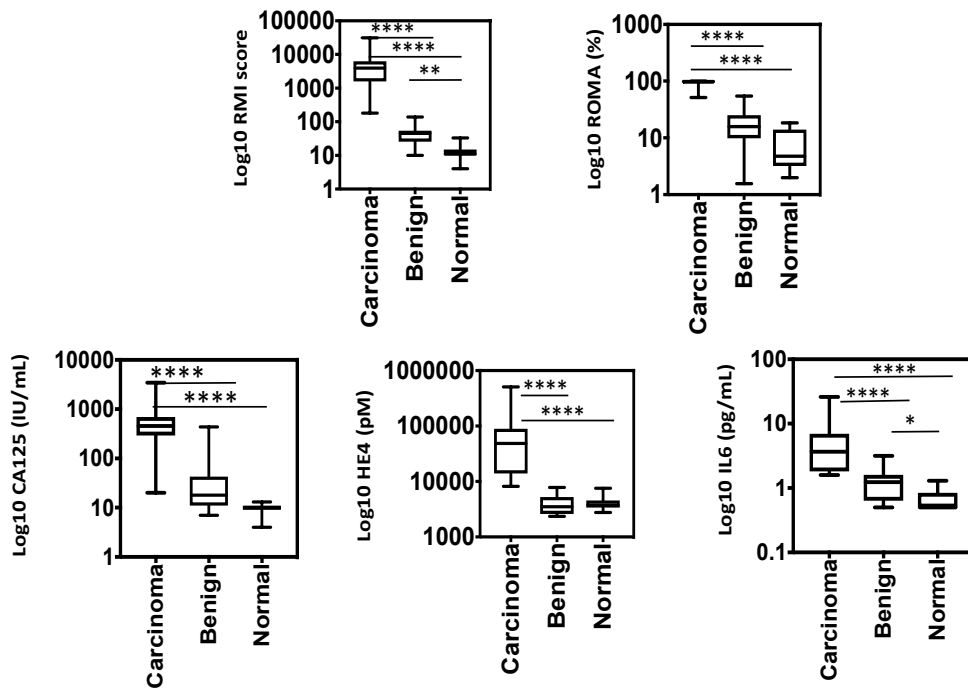 Log10 RMI score
100000
10000
1000
100
10
1
****
****
**
Carcinoma
Benign
Normal
Log10 ROMA (%)
1000
100
10
1
****
****
Carcinoma
Benign
Normal
Log10 CA125 (IU/mL)
10000
1000
100
10
1
****
****
Carcinoma
Benign
Normal
Log10 HE4 (pM)
1000000
100000
10000
1000
****
****
Carcinoma
Benign
Normal
Log10 IL6 (pg/mL)
100
10
1
0.1
****
****
*
Carcinoma
Benign
Normal